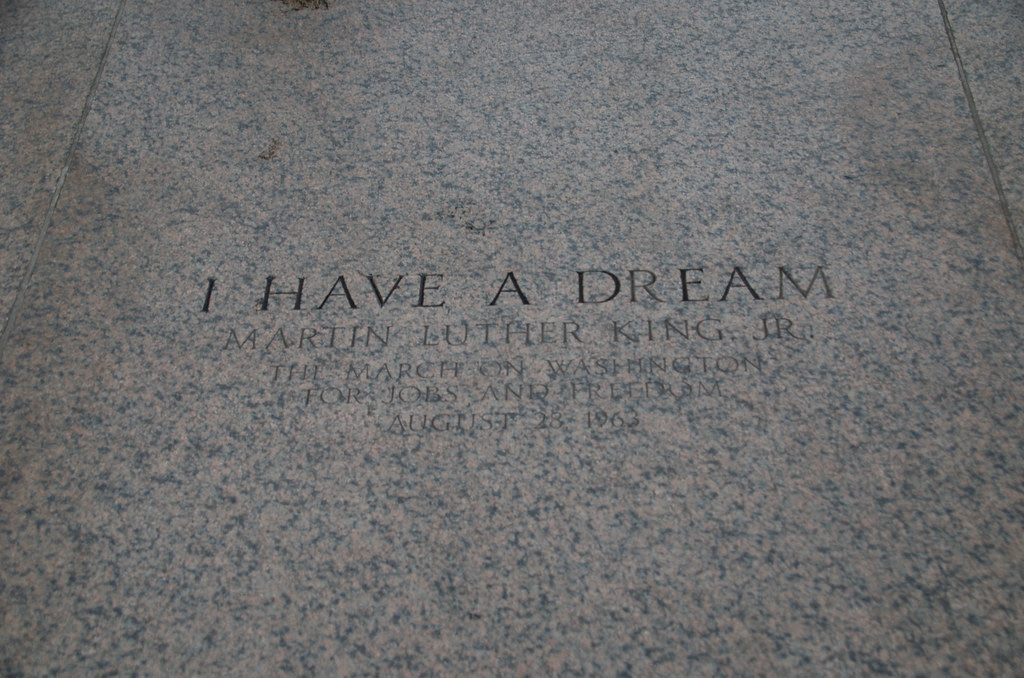 I HAVE A DREAM
MARTIN LUTHER KING, JR.
THE MARCH ON WASHINGTON
FOR JOBS AND FREEDOM
AUGUST 28, 1963